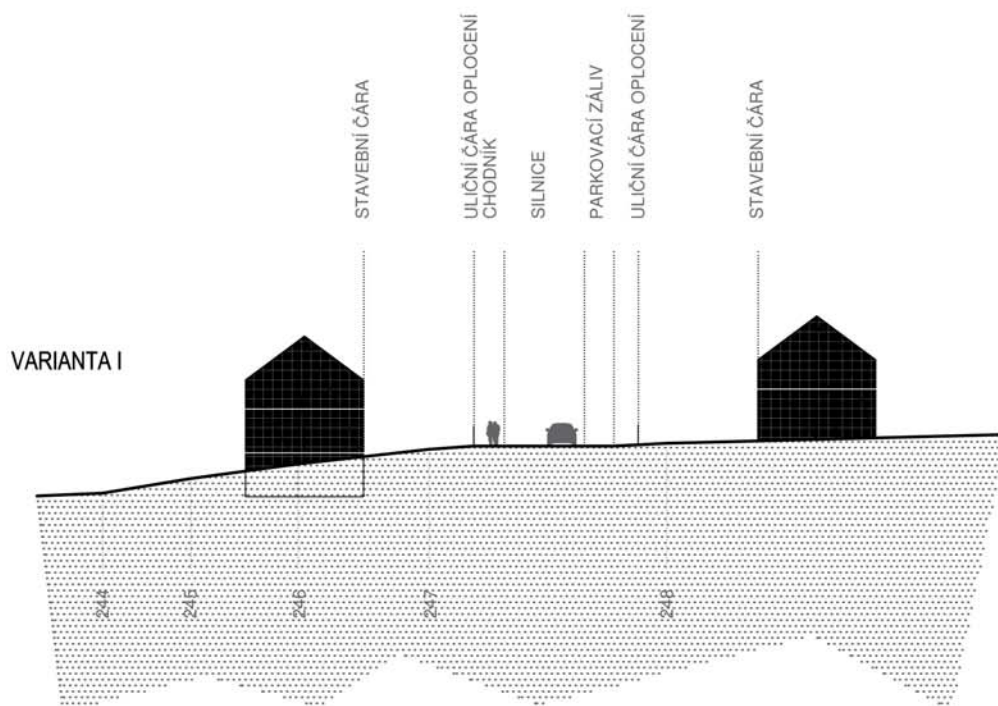 STAVEBNÍ ČÁRA
ULIČNÍ ČÁRA OPLOCENÍ
CHODNÍK
SILNICE
PARKOVACÍ ZÁLIV
ULIČNÍ ČÁRA OPLOCENÍ
STAVEBNÍ ČÁRA
VARIANTA I
244
245
246
247
248